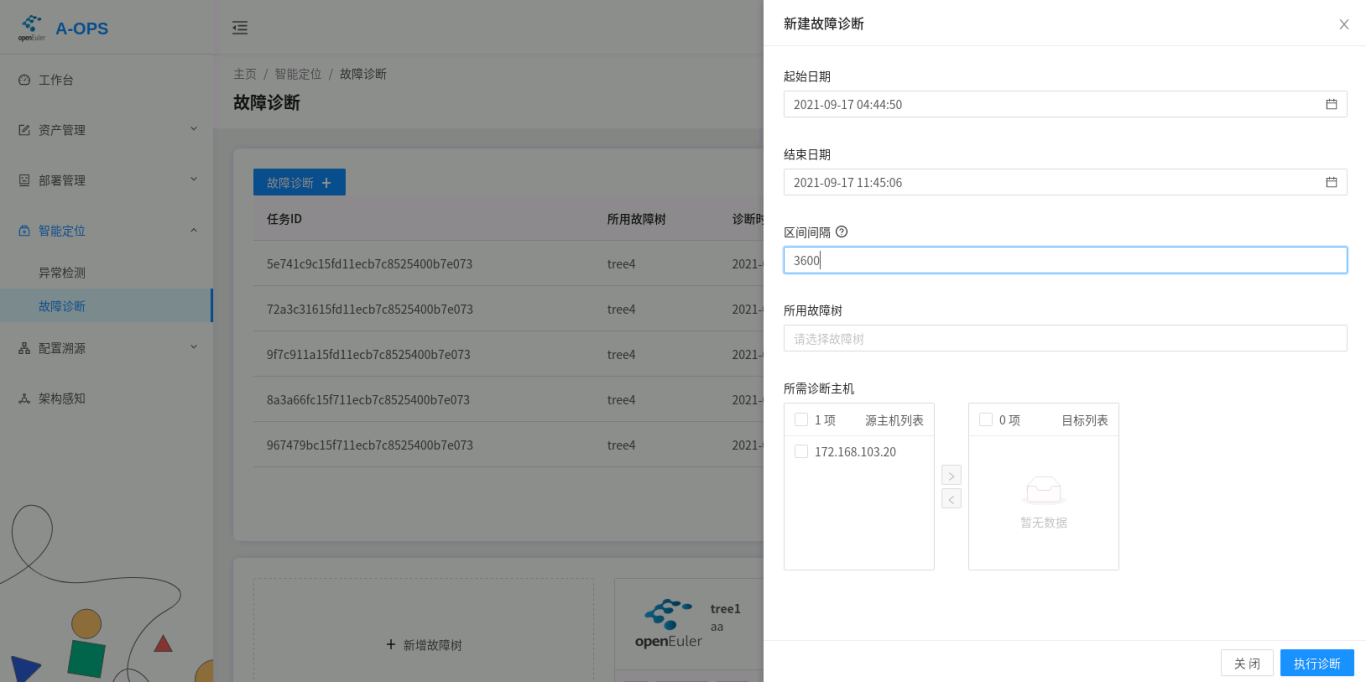 openEuler
A-OPS
工作台
资产管理
部署管理
智能定位
异常检测
故障诊断
配置溯源
架构感知
主页 / 智能定位 / 故障诊断
故障诊断
故障诊断 +
任务ID 所用故障树 诊断时
5e741c9c15fd11ecb7c8525400b7e073 tree4 2021-
72a3c31615fd11ecb7c8525400b7e073 tree4 2021-
9f7c911a15fd11ecb7c8525400b7e073 tree4 2021-
8a3a66fc15f711ecb7c8525400b7e073 tree4 2021-
967479bc15f711ecb7c8525400b7e073 tree4 2021-
+ 新增故障树
openEuler
tree1
aa
新建故障诊断
起始日期
2021-09-17 04:44:50
结束日期
2021-09-17 11:45:06
区间间隔
3600
所用故障树
请选择故障树
所需诊断主机
1 项 源主机列表
172.168.103.20
0 项 目标列表
暂无数据
关 闭
执行诊断